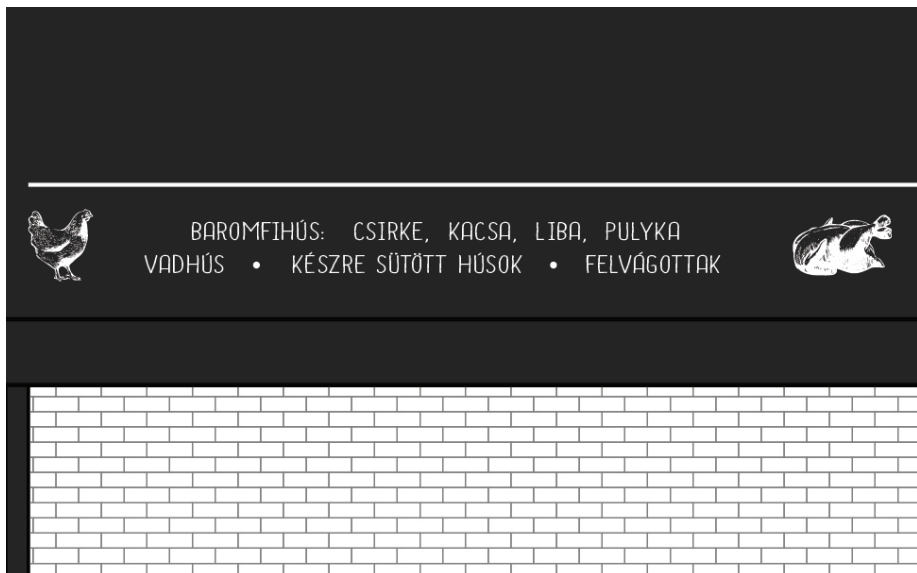 BAROMFIHÚS: CSIRKE, KACSA, LIBA, PULYKA
VADHÚS • KÉSZRE SÜTÖTT HÚSOK • FELVÁGOTTAK